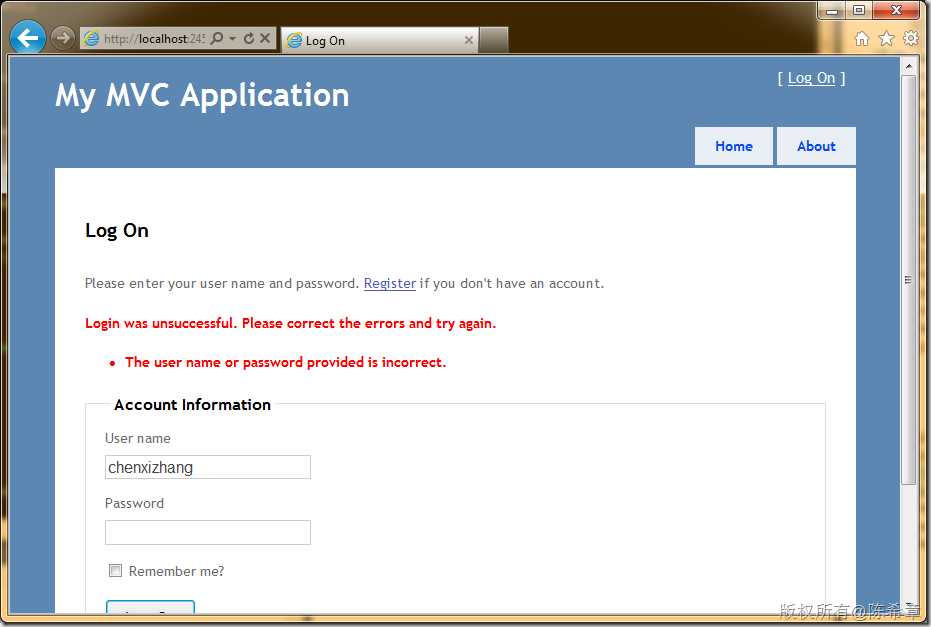 http://localhost:245
Log On
[ Log On ]
My MVC Application
Home
About
Log On
Please enter your user name and password. Register if you don't have an account.
Login was unsuccessful. Please correct the errors and try again.
• The user name or password provided is incorrect.
Account Information
User name
chenxizhang
Password
Remember me?
版权所有@陈希章